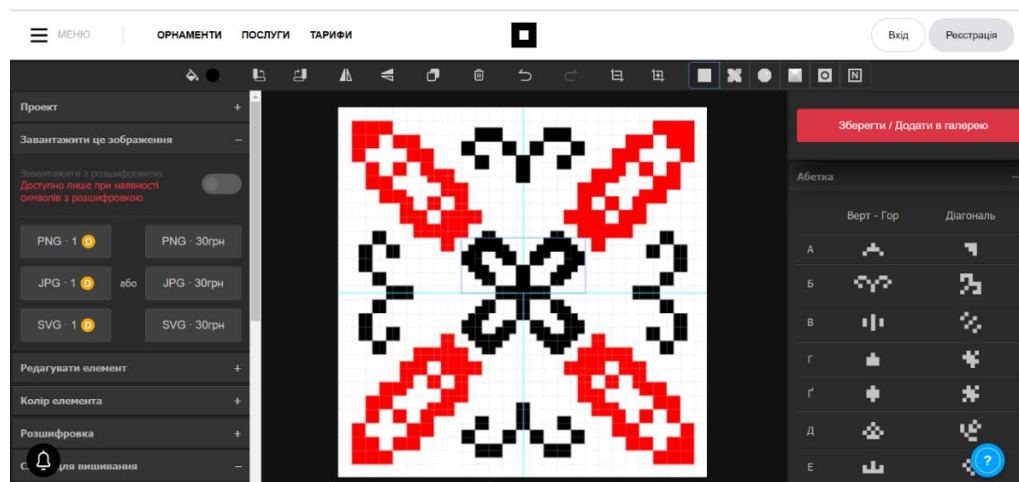 МЕНЮ ОРНАМЕНТИ ПОСЛУГИ ТАРИФИ Вхід Реєстрація
Проект +
Завантажити це зображення −
Завантажити з розшифровкою
Доступно лише при наявності
символів з розшифровкою
PNG · 1 D PNG · 30грн
JPG · 1 D або JPG · 30грн
SVG · 1 D SVG · 30грн
Редагувати елемент +
Колір елемента +
Розшифровка +
для вишивання −
N
Зберегти / Додати в галерею
Абетка −
Верт - Гор Діагональ
А
Б
В
Г
Ґ
Д
Е
?